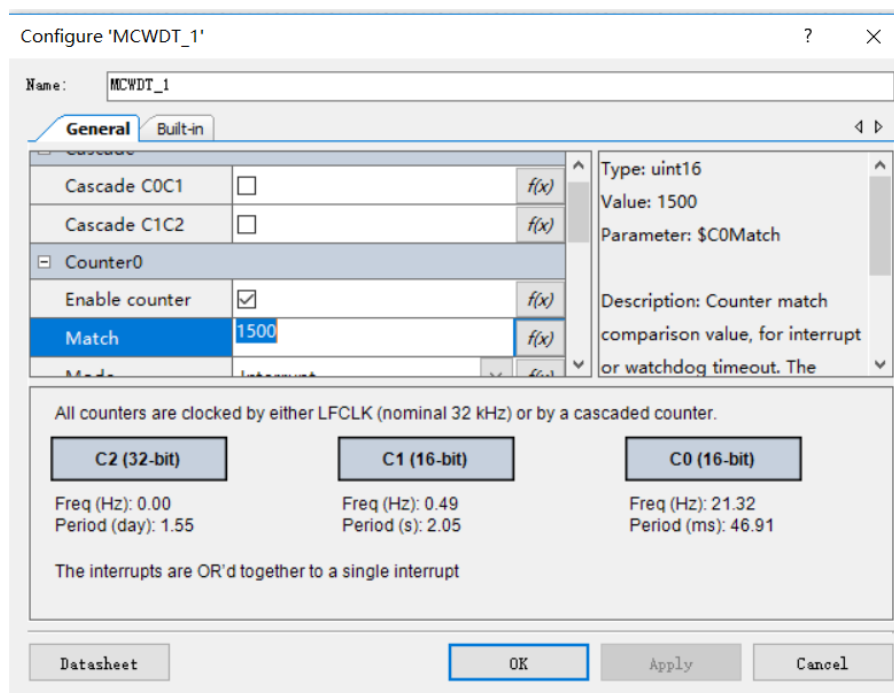 Configure 'MCWDT_1'
?
Name:
MCWDT_1
General
Built-in
Cascade
Cascade C0C1
f(x)
Cascade C1C2
f(x)
Counter0
Enable counter
f(x)
Match
1500
f(x)
Mode
Interrupt
f(x)
Type: uint16
Value: 1500
Parameter: $C0Match
Description: Counter match
comparison value, for interrupt
or watchdog timeout. The
All counters are clocked by either LFCLK (nominal 32 kHz) or by a cascaded counter.
C2 (32-bit)
C1 (16-bit)
C0 (16-bit)
Freq (Hz): 0.00
Period (day): 1.55
Freq (Hz): 0.49
Period (s): 2.05
Freq (Hz): 21.32
Period (ms): 46.91
The interrupts are OR'd together to a single interrupt
Datasheet
OK
Apply
Cancel